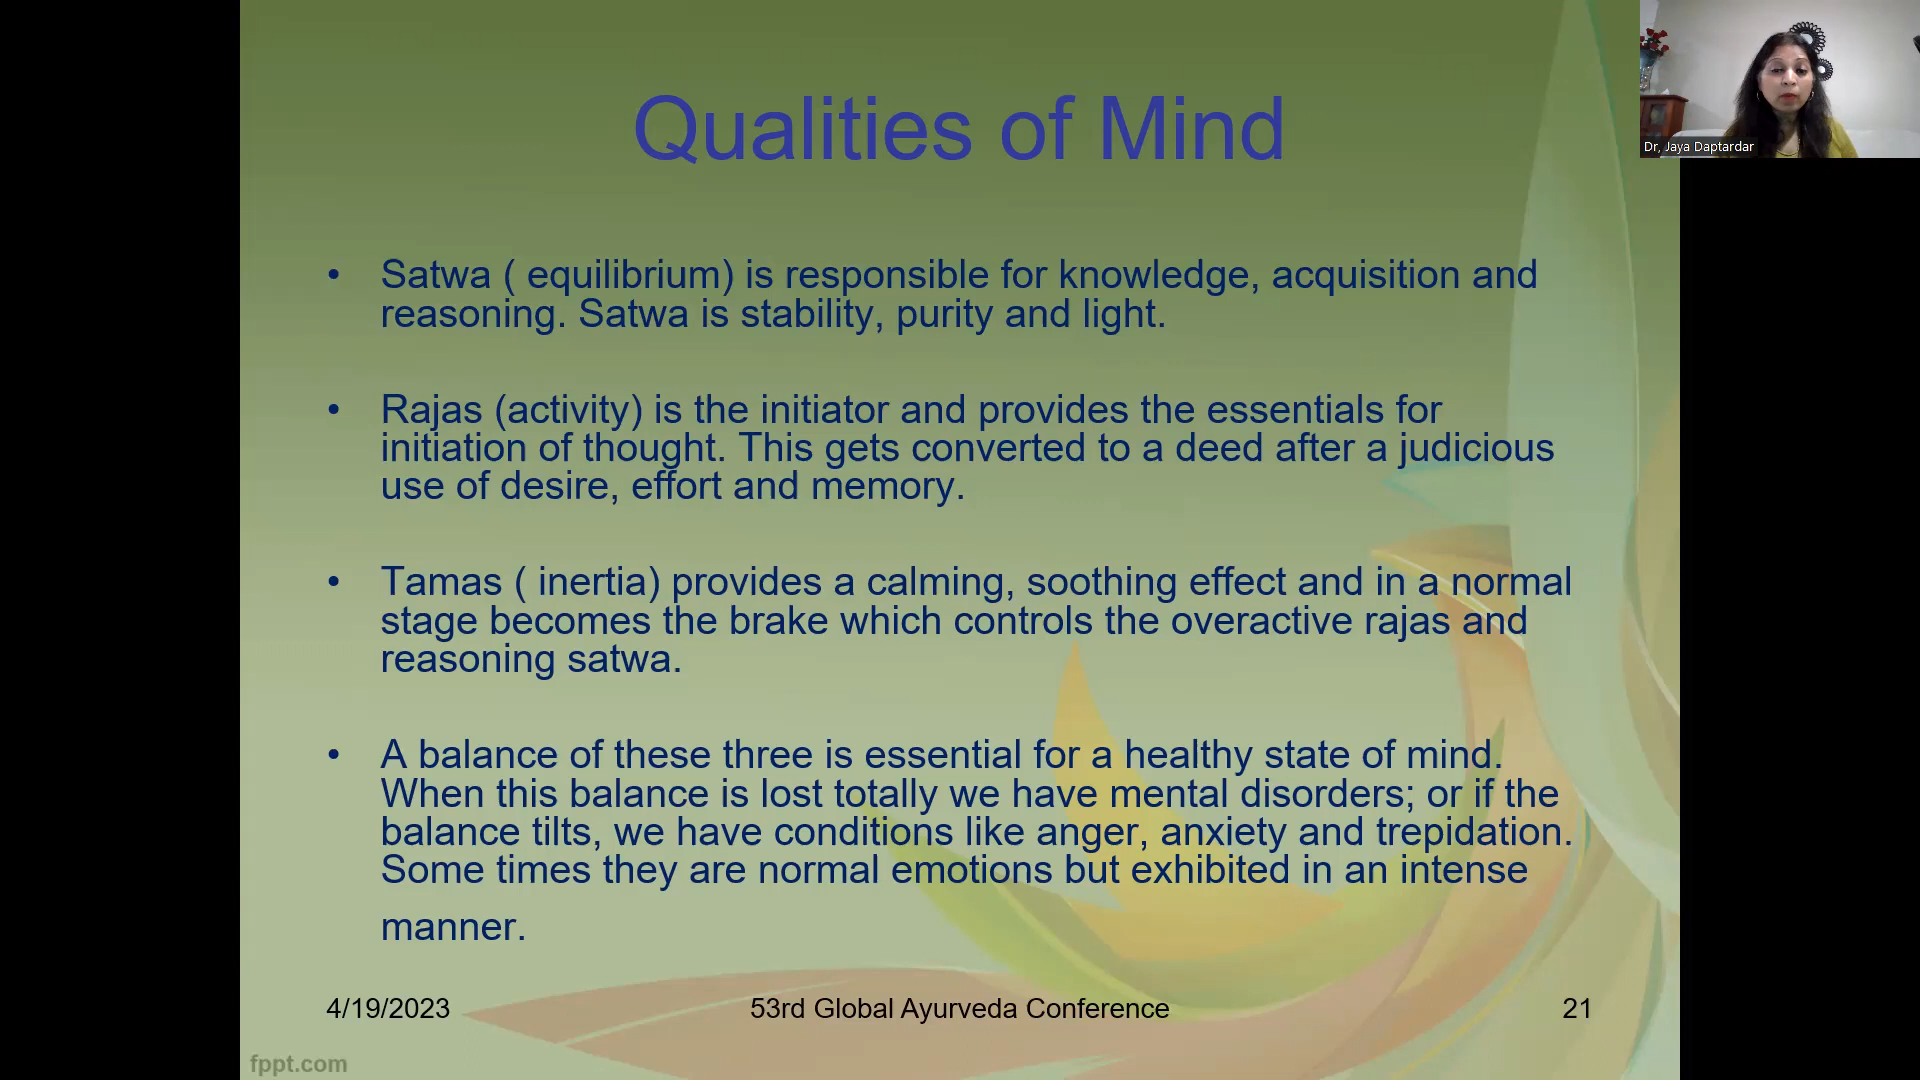 Qualities of Mind
Dr, Jaya Daptardar
• Satwa ( equilibrium) is responsible for knowledge, acquisition and
reasoning. Satwa is stability, purity and light.
• Rajas (activity) is the initiator and provides the essentials for
initiation of thought. This gets converted to a deed after a judicious
use of desire, effort and memory.
• Tamas ( inertia) provides a calming, soothing effect and in a normal
stage becomes the brake which controls the overactive rajas and
reasoning satwa.
• A balance of these three is essential for a healthy state of mind.
When this balance is lost totally we have mental disorders; or if the
balance tilts, we have conditions like anger, anxiety and trepidation.
Some times they are normal emotions but exhibited in an intense
manner.
4/19/2023 53rd Global Ayurveda Conference 21
fppt.com